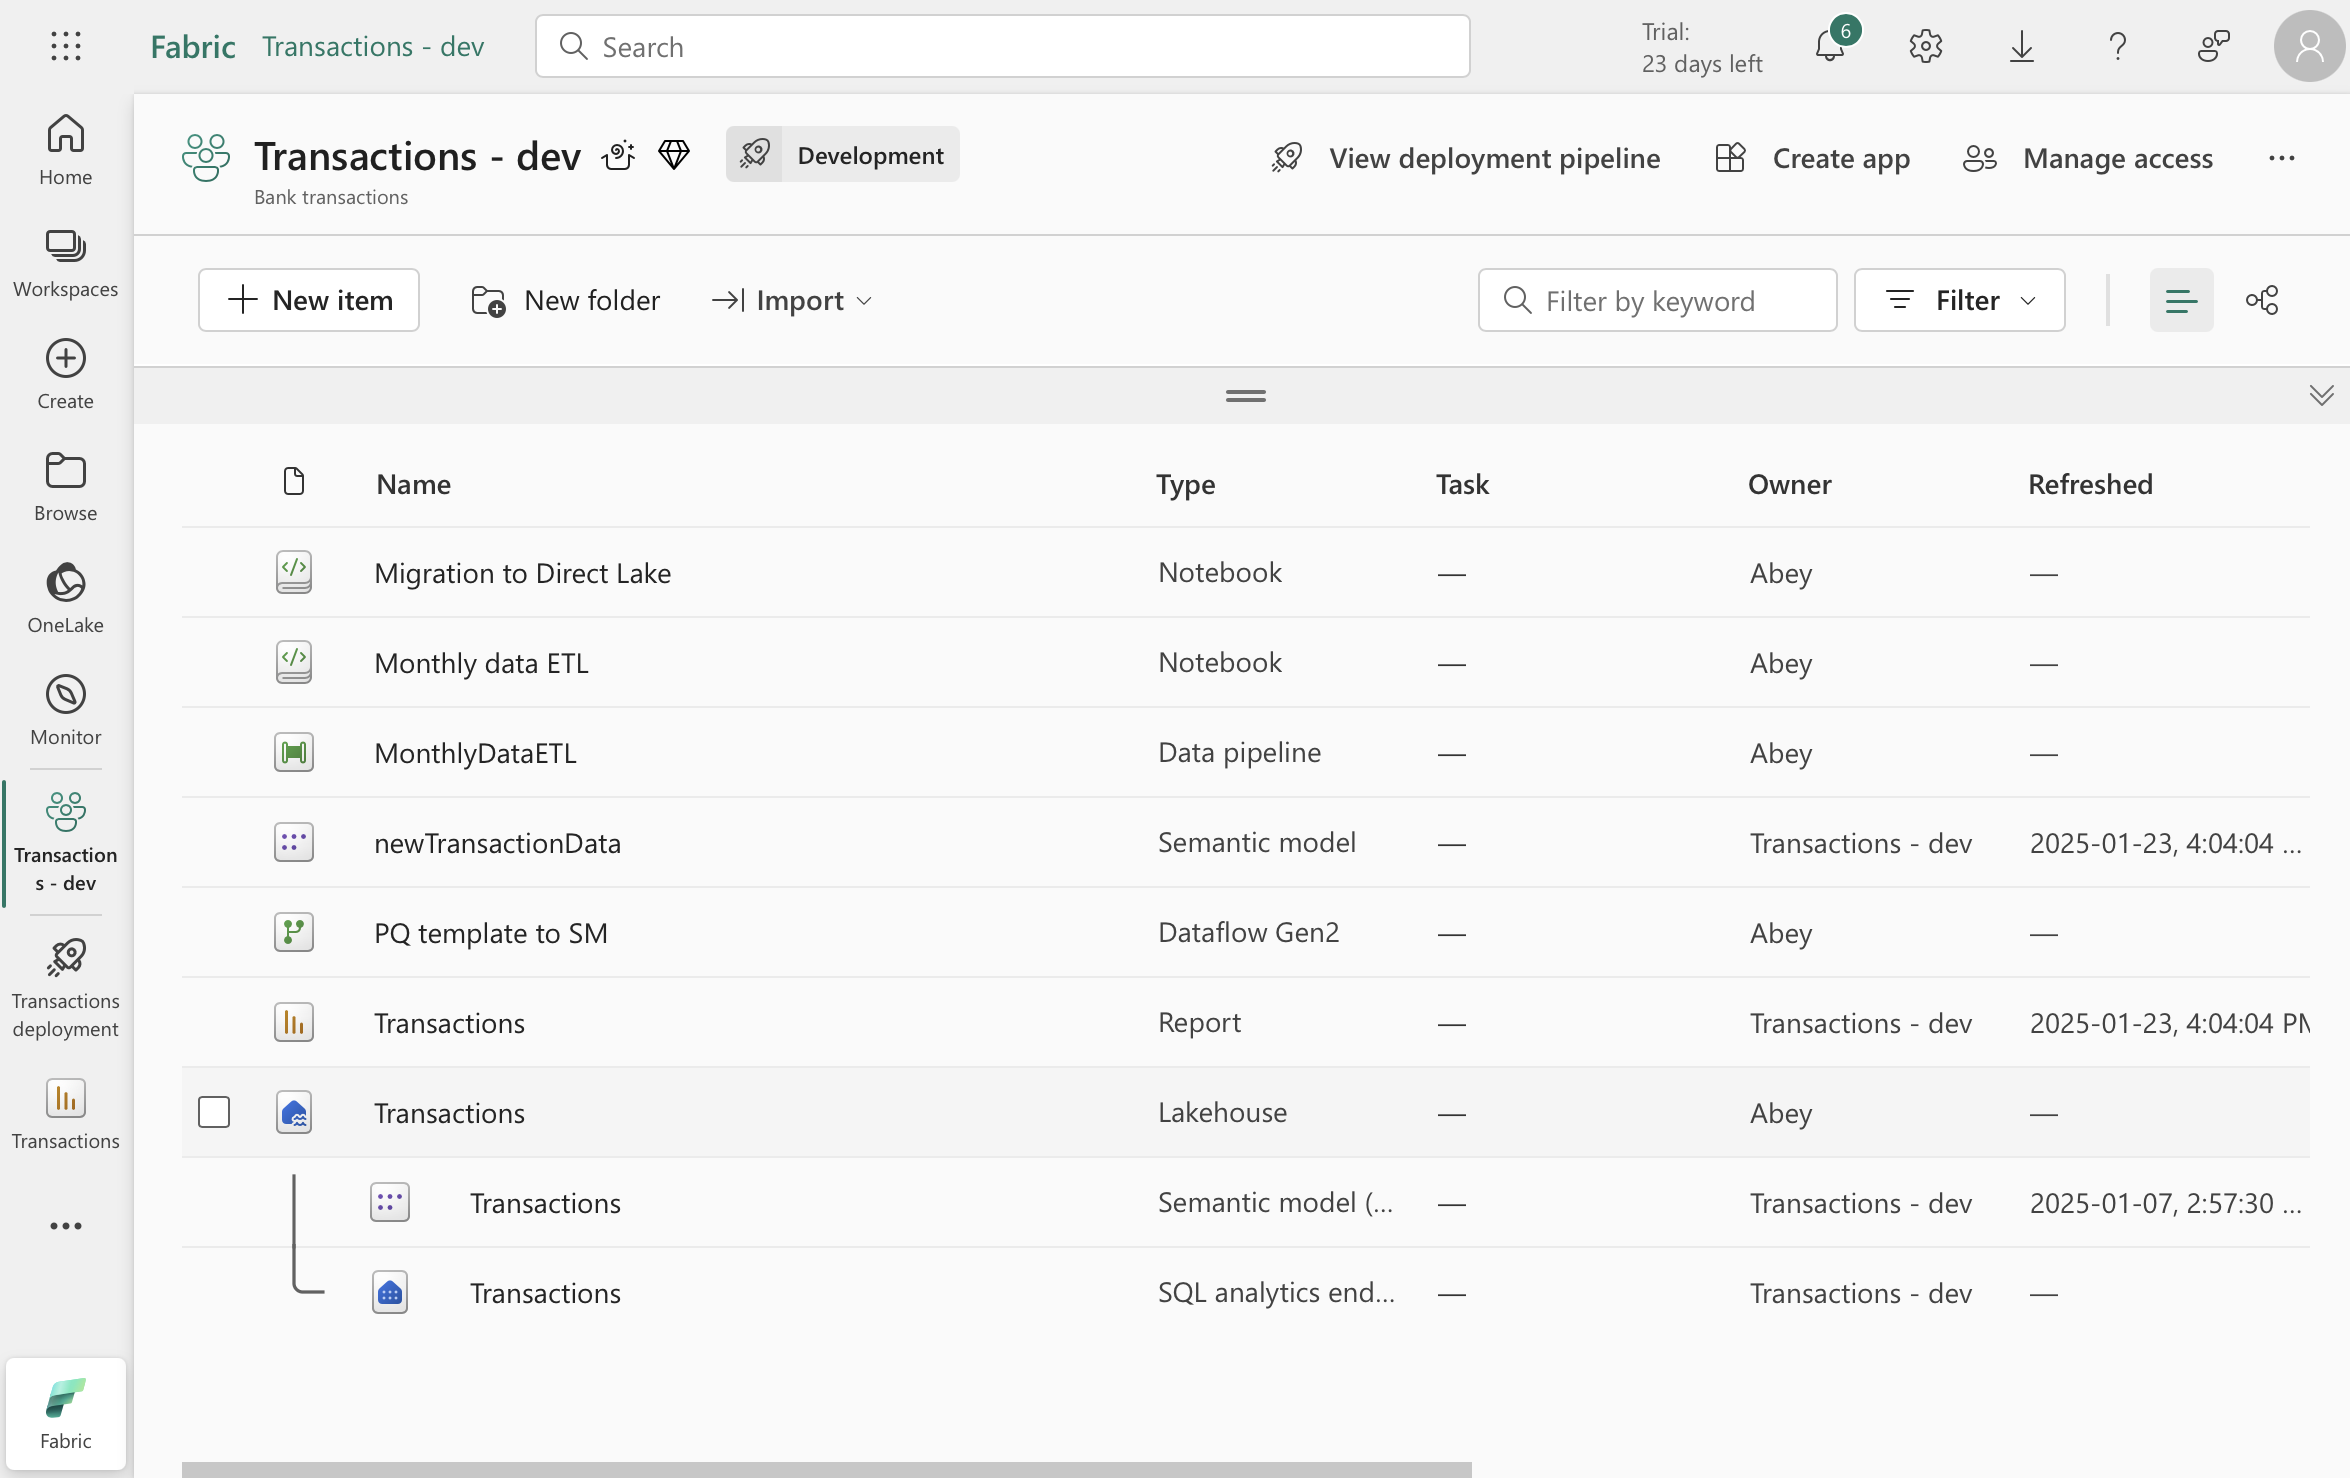 Fabric Transactions - dev
Search
Trial:
23 days left
6
Home
Workspaces
Create
Browse
OneLake
Monitor
Transaction
s - dev
Transactions
deployment
Transactions
Fabric
Transactions - dev
Development
Bank transactions
View deployment pipeline
Create app
Manage access
New item
New folder
Import
Filter by keyword
Filter
Name Type Task Owner Refreshed
Migration to Direct Lake Notebook — Abey —
Monthly data ETL Notebook — Abey —
MonthlyDataETL Data pipeline — Abey —
newTransactionData Semantic model — Transactions - dev 2025-01-23, 4:04:04 ...
PQ template to SM Dataflow Gen2 — Abey —
Transactions Report — Transactions - dev 2025-01-23, 4:04:04 PM
Transactions Lakehouse — Abey —
Transactions Semantic model (... — Transactions - dev 2025-01-07, 2:57:30 ...
Transactions SQL analytics end... — Transactions - dev —